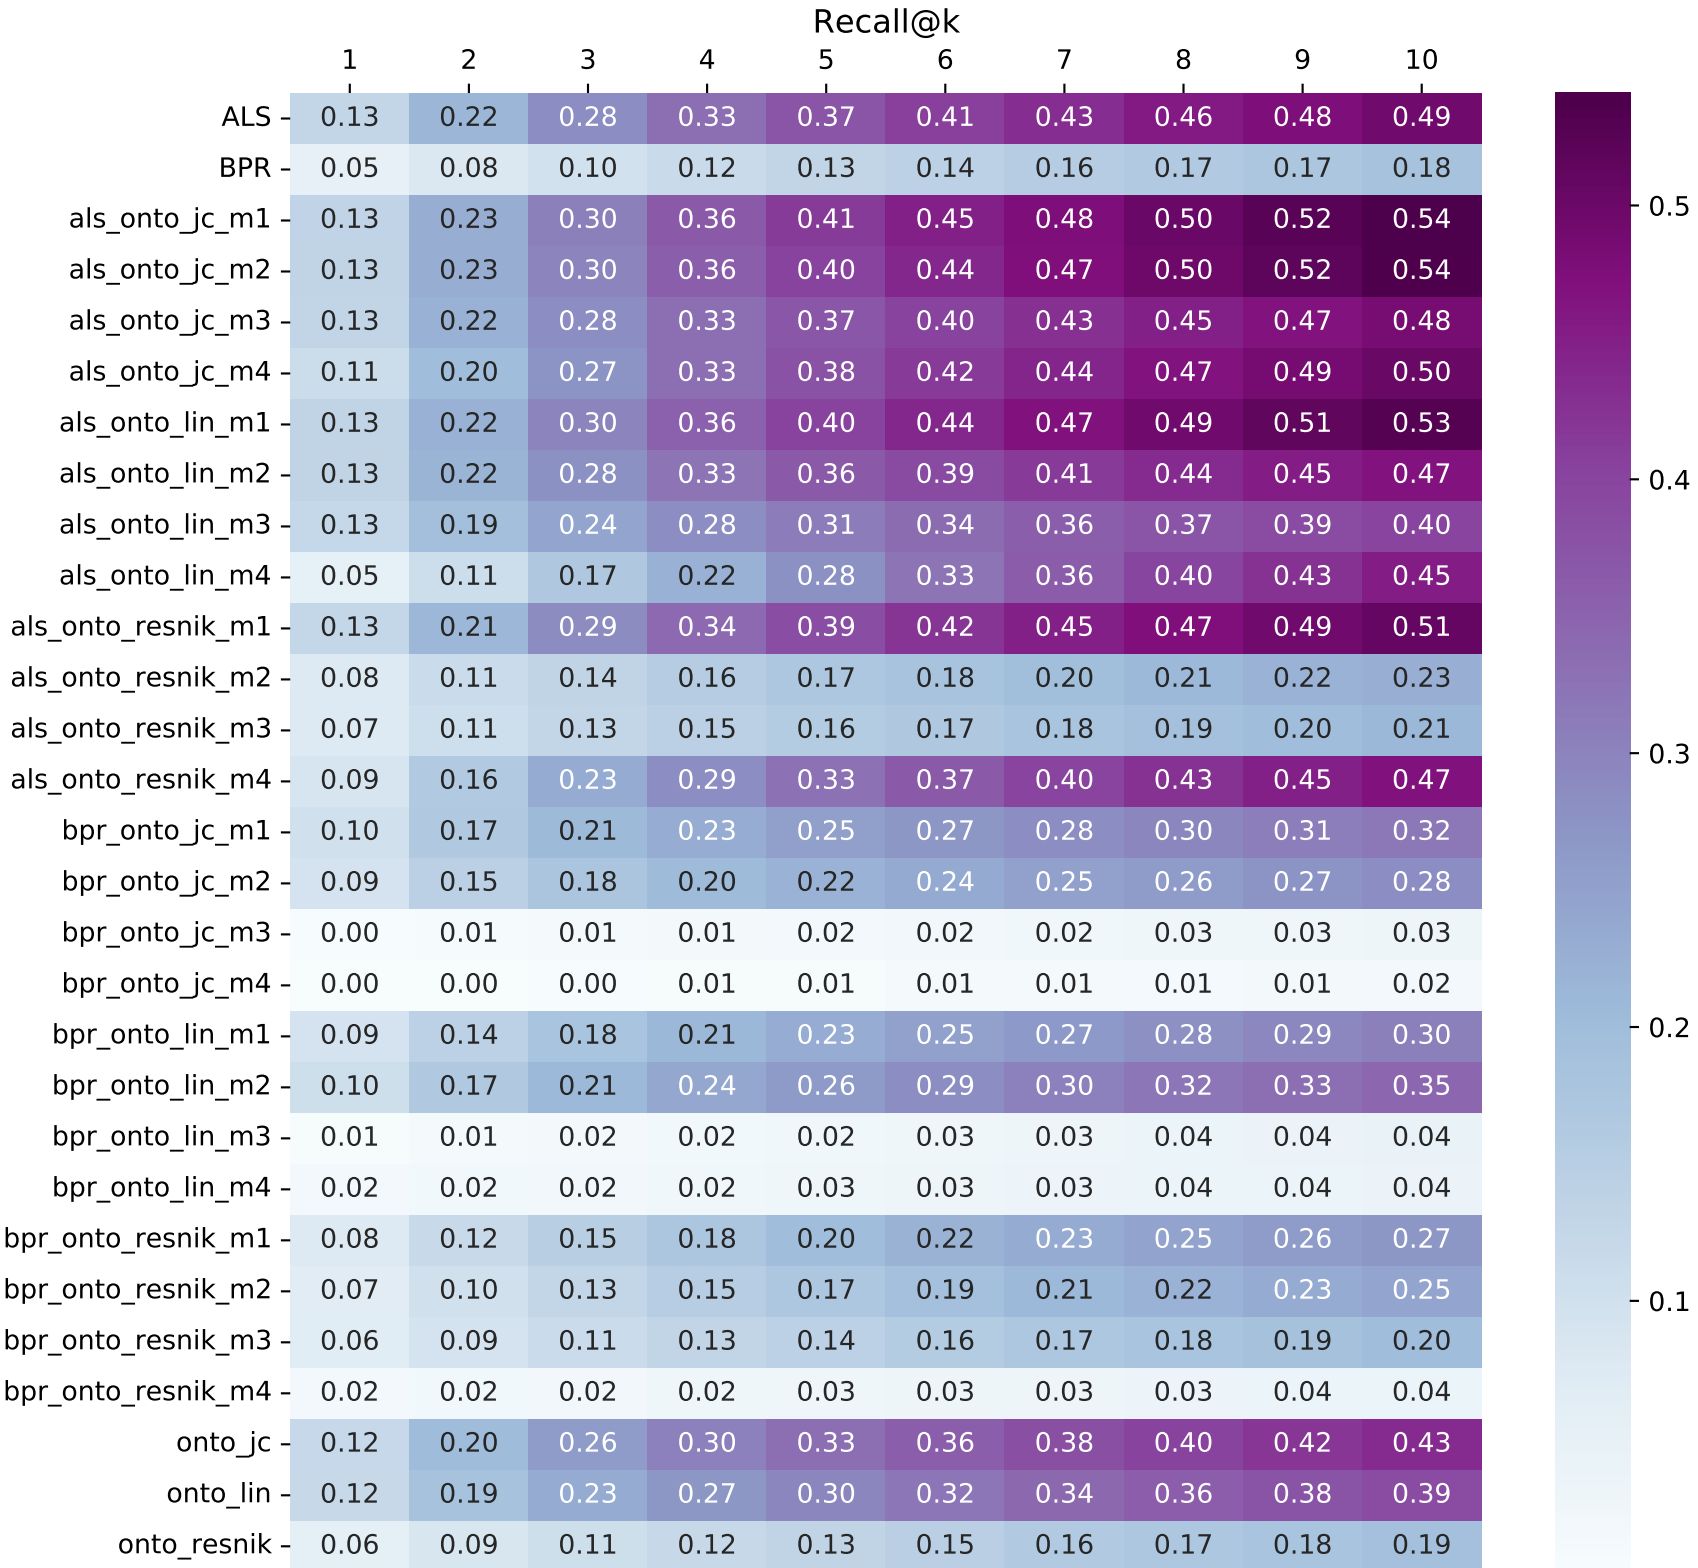 Recall@k
1 2 3 4 5 6 7 8 9 10
ALS 0.13 0.22 0.28 0.33 0.37 0.41 0.43 0.46 0.48 0.49
BPR 0.05 0.08 0.10 0.12 0.13 0.14 0.16 0.17 0.17 0.18
als_onto_jc_m1 0.13 0.23 0.30 0.36 0.41 0.45 0.48 0.50 0.52 0.54
als_onto_jc_m2 0.13 0.23 0.30 0.36 0.40 0.44 0.47 0.50 0.52 0.54
als_onto_jc_m3 0.13 0.22 0.28 0.33 0.37 0.40 0.43 0.45 0.47 0.48
als_onto_jc_m4 0.11 0.20 0.27 0.33 0.38 0.42 0.44 0.47 0.49 0.50
als_onto_lin_m1 0.13 0.22 0.30 0.36 0.40 0.44 0.47 0.49 0.51 0.53
als_onto_lin_m2 0.13 0.22 0.28 0.33 0.36 0.39 0.41 0.44 0.45 0.47
als_onto_lin_m3 0.13 0.19 0.24 0.28 0.31 0.34 0.36 0.37 0.39 0.40
als_onto_lin_m4 0.05 0.11 0.17 0.22 0.28 0.33 0.36 0.40 0.43 0.45
als_onto_resnik_m1 0.13 0.21 0.29 0.34 0.39 0.42 0.45 0.47 0.49 0.51
als_onto_resnik_m2 0.08 0.11 0.14 0.16 0.17 0.18 0.20 0.21 0.22 0.23
als_onto_resnik_m3 0.07 0.11 0.13 0.15 0.16 0.17 0.18 0.19 0.20 0.21
als_onto_resnik_m4 0.09 0.16 0.23 0.29 0.33 0.37 0.40 0.43 0.45 0.47
bpr_onto_jc_m1 0.10 0.17 0.21 0.23 0.25 0.27 0.28 0.30 0.31 0.32
bpr_onto_jc_m2 0.09 0.15 0.18 0.20 0.22 0.24 0.25 0.26 0.27 0.28
bpr_onto_jc_m3 0.00 0.01 0.01 0.01 0.02 0.02 0.02 0.03 0.03 0.03
bpr_onto_jc_m4 0.00 0.00 0.00 0.01 0.01 0.01 0.01 0.01 0.01 0.02
bpr_onto_lin_m1 0.09 0.14 0.18 0.21 0.23 0.25 0.27 0.28 0.29 0.30
bpr_onto_lin_m2 0.10 0.17 0.21 0.24 0.26 0.29 0.30 0.32 0.33 0.35
bpr_onto_lin_m3 0.01 0.01 0.02 0.02 0.02 0.03 0.03 0.04 0.04 0.04
bpr_onto_lin_m4 0.02 0.02 0.02 0.02 0.03 0.03 0.03 0.04 0.04 0.04
bpr_onto_resnik_m1 0.08 0.12 0.15 0.18 0.20 0.22 0.23 0.25 0.26 0.27
bpr_onto_resnik_m2 0.07 0.10 0.13 0.15 0.17 0.19 0.21 0.22 0.23 0.25
bpr_onto_resnik_m3 0.06 0.09 0.11 0.13 0.14 0.16 0.17 0.18 0.19 0.20
bpr_onto_resnik_m4 0.02 0.02 0.02 0.02 0.03 0.03 0.03 0.03 0.04 0.04
onto_jc 0.12 0.20 0.26 0.30 0.33 0.36 0.38 0.40 0.42 0.43
onto_lin 0.12 0.19 0.23 0.27 0.30 0.32 0.34 0.36 0.38 0.39
onto_resnik 0.06 0.09 0.11 0.12 0.13 0.15 0.16 0.17 0.18 0.19
0.5
0.4
0.3
0.2
0.1